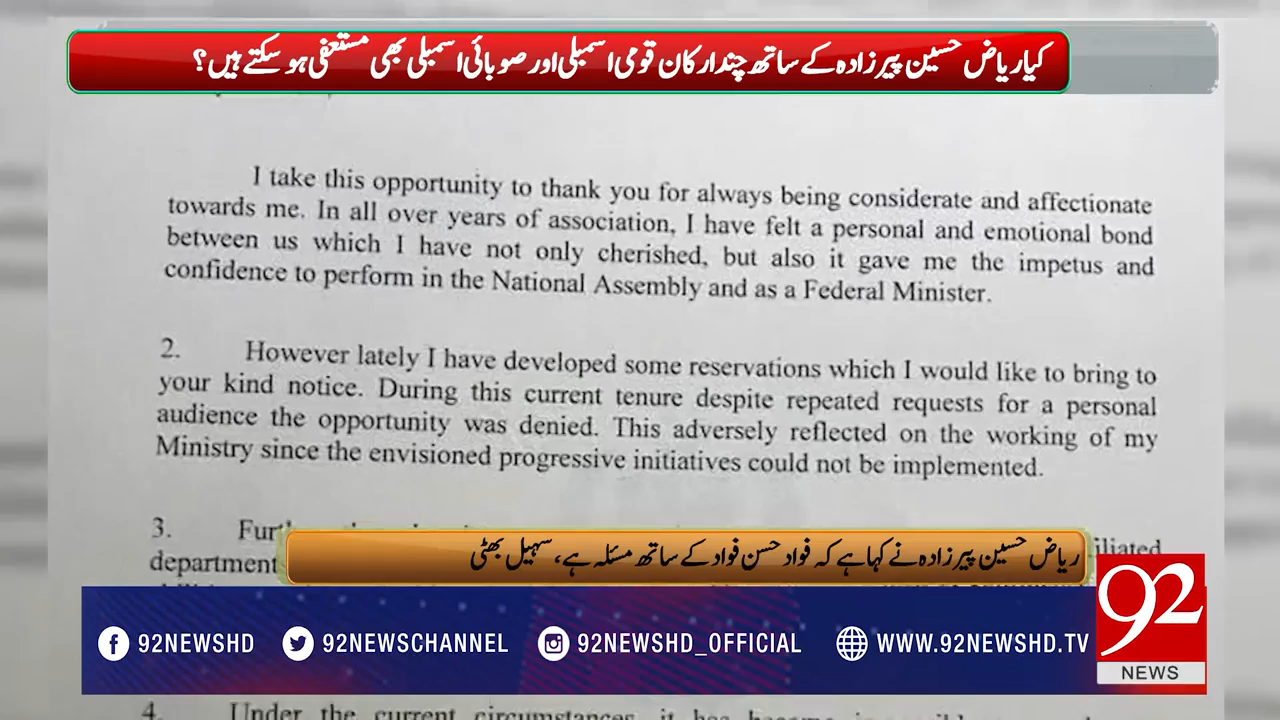 کیا ریاض حسین پیرزادہ کے ساتھ چند ارکان قومی اسمبلی اور صوبائی اسمبلی بھی مستعفی ہو سکتے ہیں؟
I take this opportunity to thank you for always being considerate and affectionate
towards me. In all over years of association, I have felt a personal and emotional bond
between us which I have not only cherished, but also it gave me the impetus and
confidence to perform in the National Assembly and as a Federal Minister.
2. However lately I have developed some reservations which I would like to bring to
your kind notice. During this current tenure despite repeated requests for a personal
audience the opportunity was denied. This adversely reflected on the working of my
Ministry since the envisioned progressive initiatives could not be implemented.
3.
department
ریاض حسین پیرزادہ نے کہا ہے کہ فواد حسن فواد کے ساتھ مسئلہ ہے، سہیل بھٹی
92NEWSHD 92NEWSCHANNEL 92NEWSHD_OFFICIAL WWW.92NEWSHD.TV
92
NEWS
4. Under the current circumstances, it has